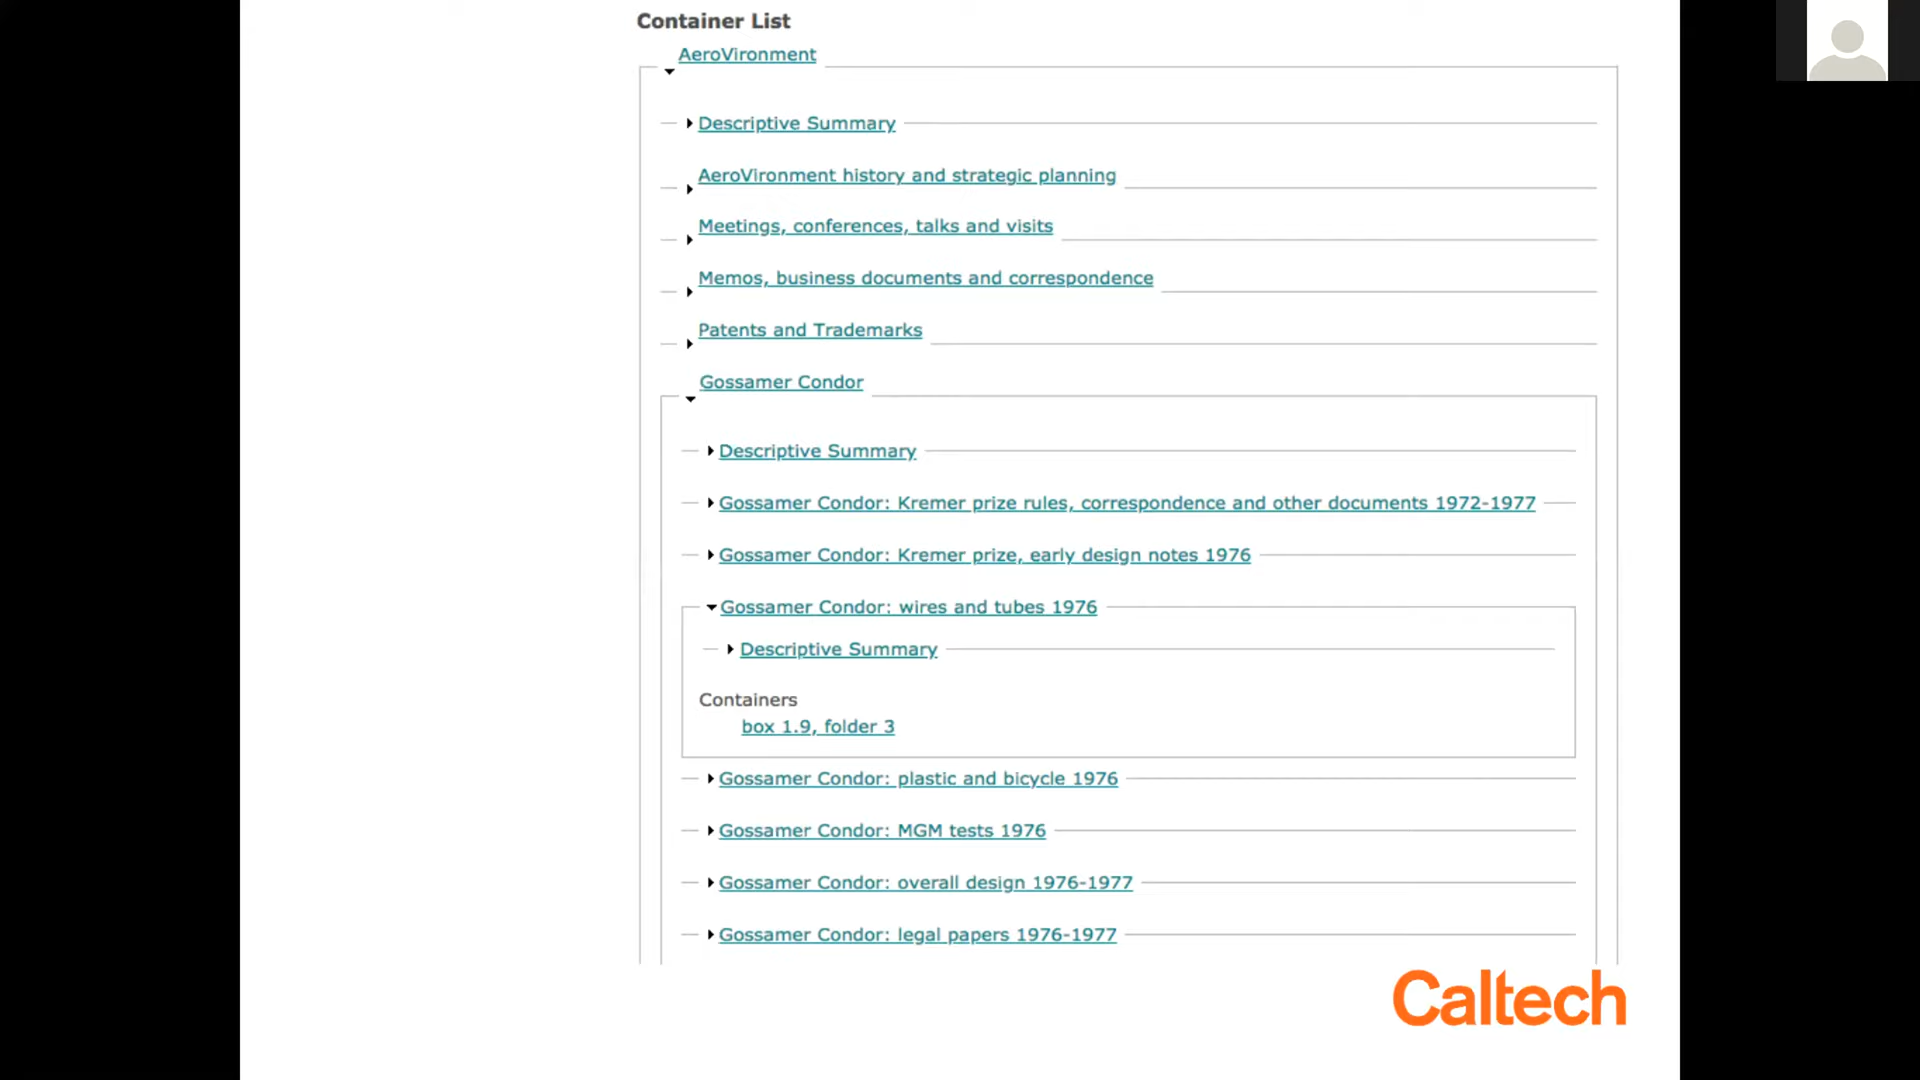 Container List
AeroVironment
Descriptive Summary
AeroVironment history and strategic planning
Meetings, conferences, talks and visits
Memos, business documents and correspondence
Patents and Trademarks
Gossamer Condor
Descriptive Summary
Gossamer Condor: Kremer prize rules, correspondence and other documents 1972-1977
Gossamer Condor: Kremer prize, early design notes 1976
Gossamer Condor: wires and tubes 1976
Descriptive Summary
Containers
box 1.9, folder 3
Gossamer Condor: plastic and bicycle 1976
Gossamer Condor: MGM tests 1976
Gossamer Condor: overall design 1976-1977
Gossamer Condor: legal papers 1976-1977
Caltech